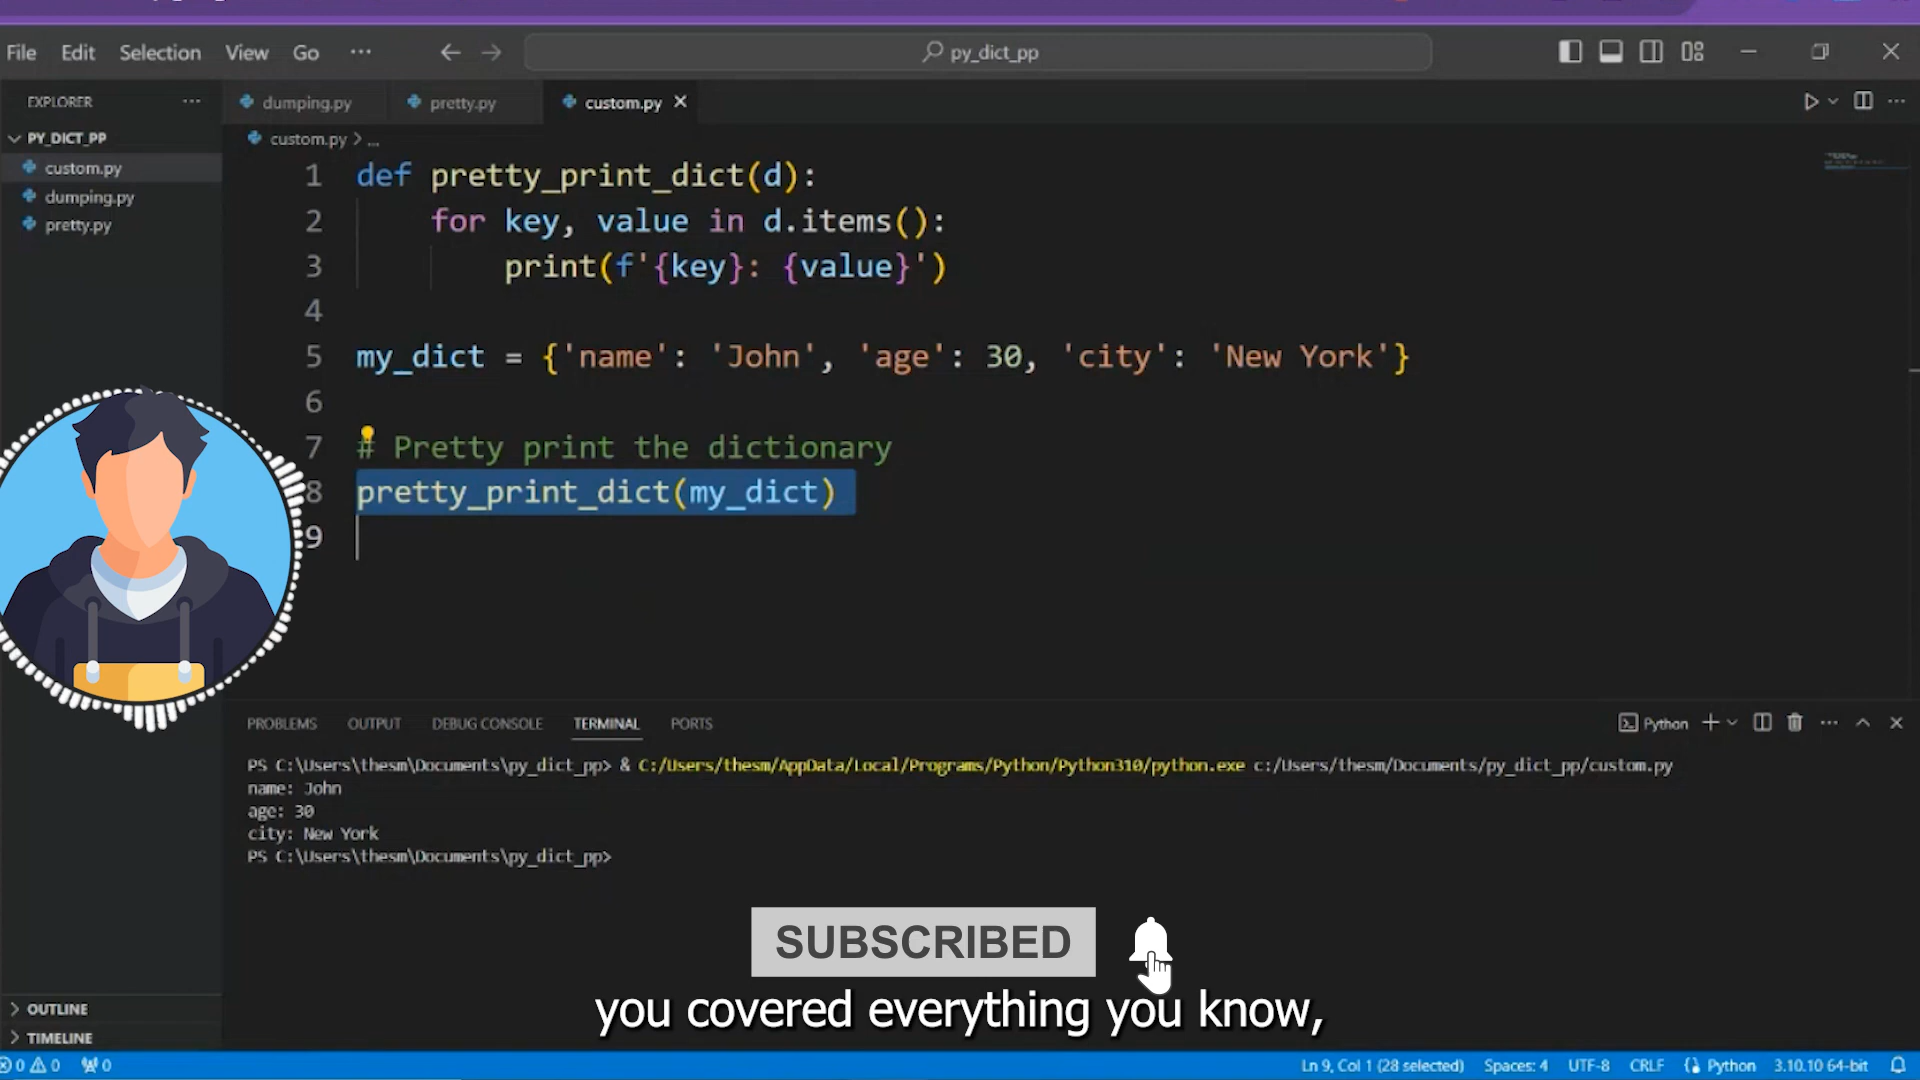 File Edit Selection View Go ··· py_dict_pp
EXPLORER ···
dumping.py pretty.py custom.py
PY_DICT_PP
custom.py > ...
custom.py
dumping.py
pretty.py
1 def pretty_print_dict(d):
2 for key, value in d.items():
3 print(f'{key}: {value}')
4
5 my_dict = {'name': 'John', 'age': 30, 'city': 'New York'}
6
7 # Pretty print the dictionary
8 pretty_print_dict(my_dict)
9
PROBLEMS OUTPUT DEBUG CONSOLE TERMINAL PORTS Python
PS C:\Users\thesm\Documents\py_dict_pp> & C:/Users/thesm/AppData/Local/Programs/Python/Python310/python.exe c:/Users/thesm/Documents/py_dict_pp/custom.py
name: John
age: 30
city: New York
PS C:\Users\thesm\Documents\py_dict_pp>
SUBSCRIBED
you covered everything you know,
OUTLINE
TIMELINE
0 0 0 Ln 9, Col 1 (28 selected) Spaces: 4 UTF-8 CRLF Python 3.10.10 64-bit